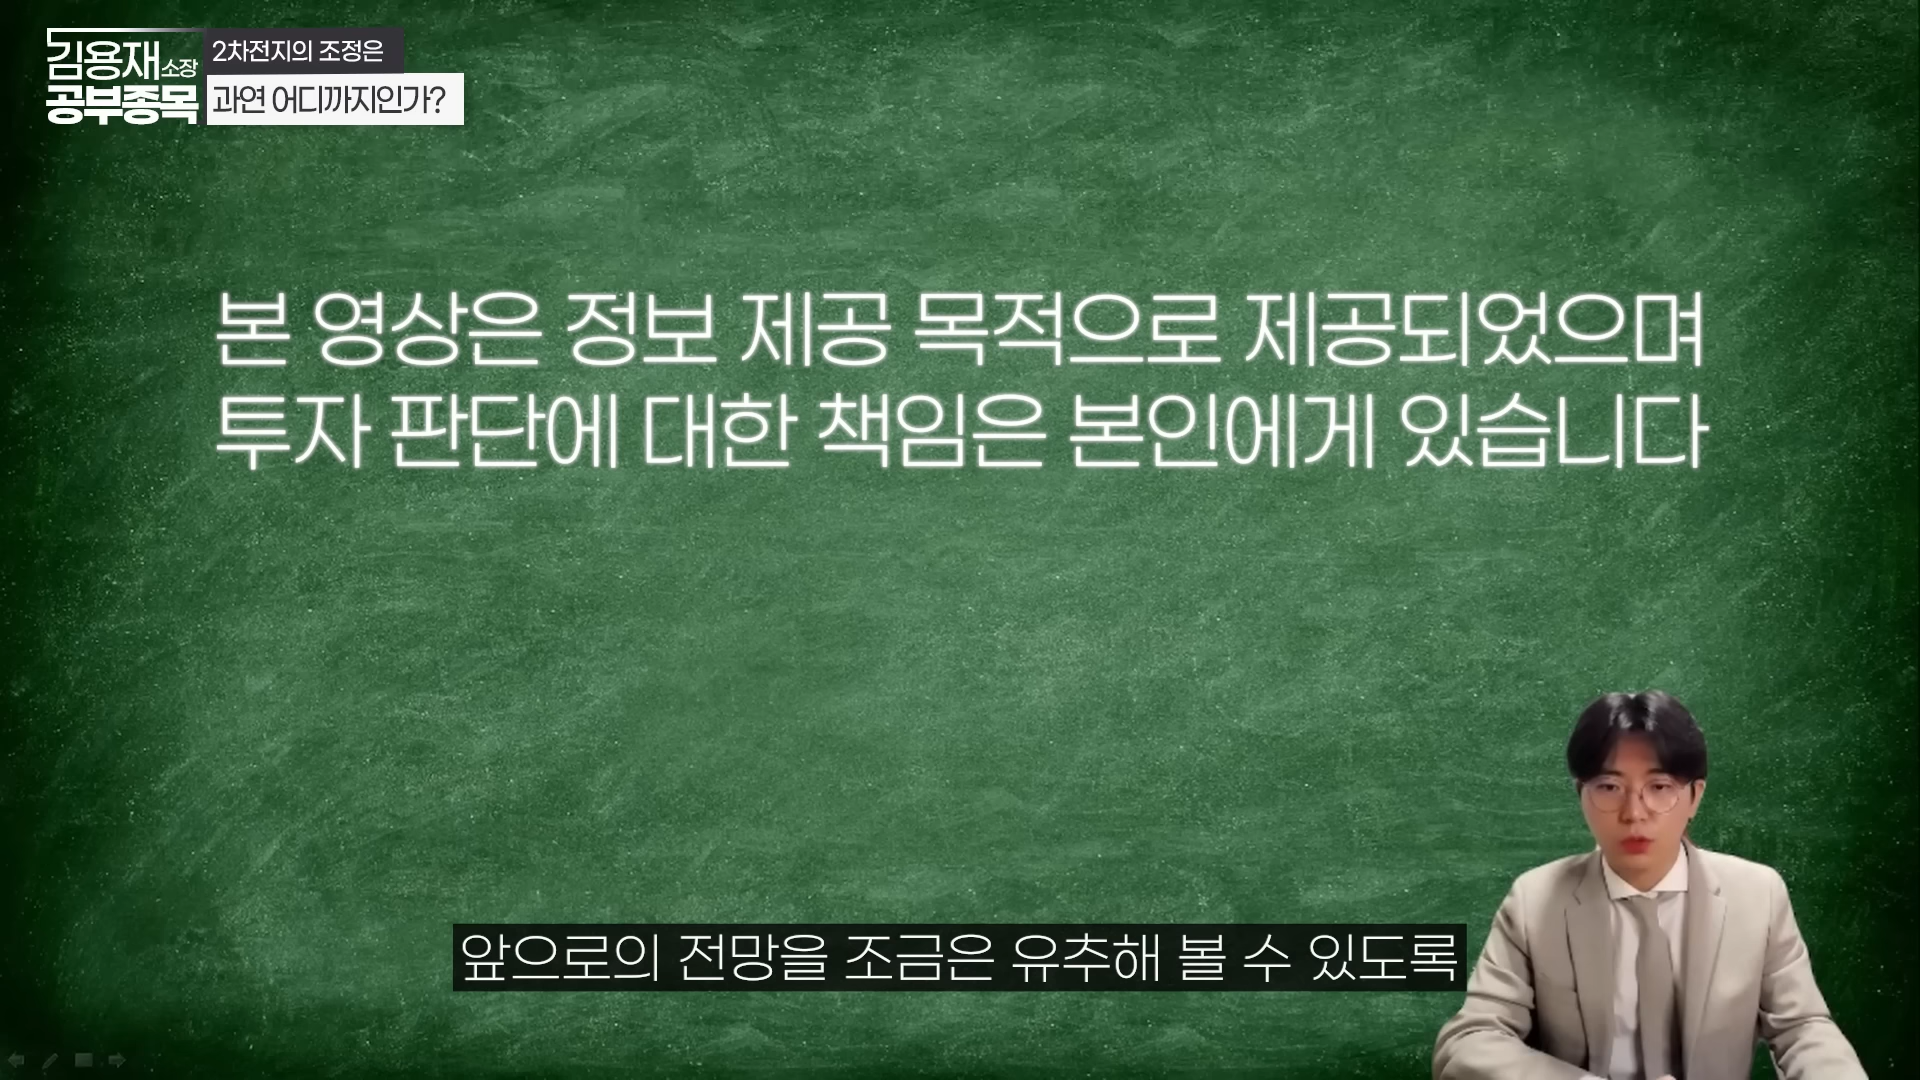 김용재 소장
공부종목
2차전지의 조정은
과연 어디까지인가?
본 영상은 정보 제공 목적으로 제공되었으며
투자 판단에 대한 책임은 본인에게 있습니다
앞으로의 전망을 조금은 유추해 볼 수 있도록